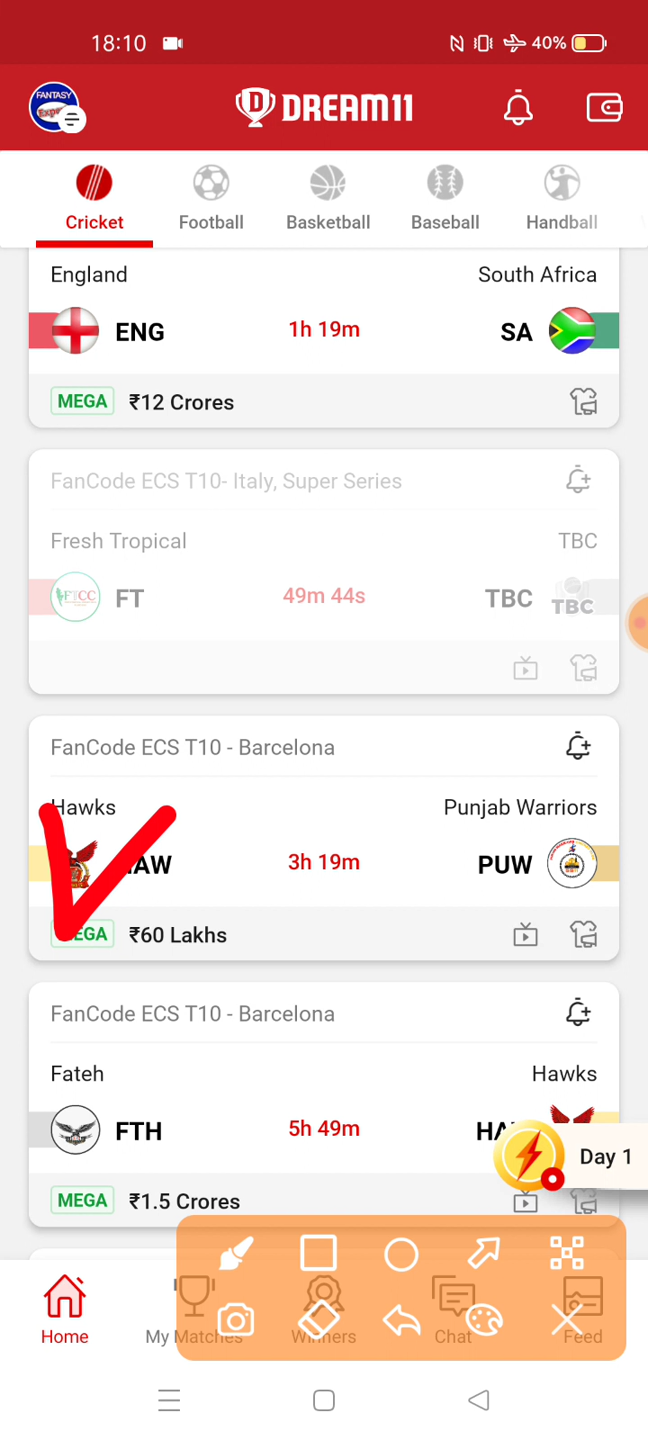 18:10
40%
FANTASY
Expert
DREAM11
Cricket Football Basketball Baseball Handball
England South Africa
ENG 1h 19m SA
MEGA ₹12 Crores
FanCode ECS T10- Italy, Super Series
Fresh Tropical TBC
FTCC FT 49m 44s TBC TBC
FanCode ECS T10 - Barcelona
Hawks Punjab Warriors
3h 19m PUW
₹60 Lakhs
FanCode ECS T10 - Barcelona
Fateh Hawks
FTH 5h 49m
Day 1
MEGA ₹1.5 Crores
Home My Matches Winners Chat Feed